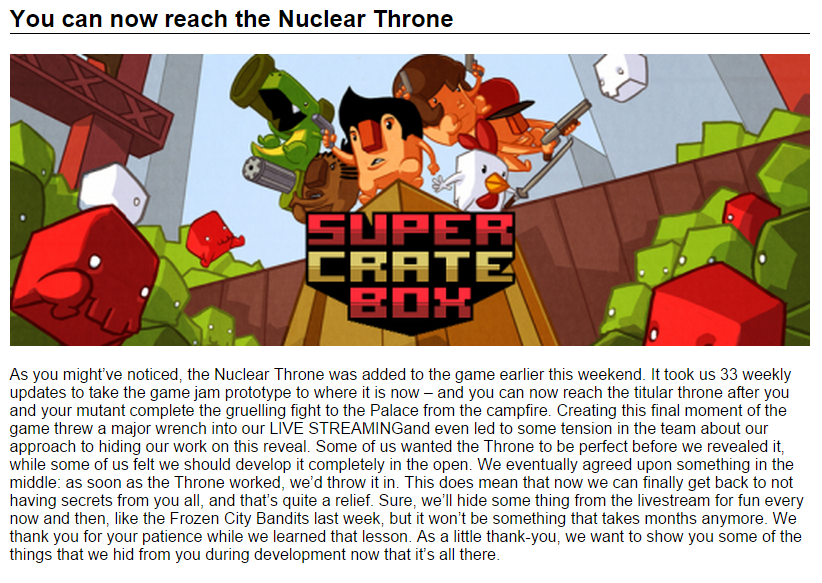 You can now reach the Nuclear Throne
SUPER
CRATE
BOX
As you might've noticed, the Nuclear Throne was added to the game earlier this weekend. It took us 33 weekly
updates to take the game jam prototype to where it is now – and you can now reach the titular throne after you
and your mutant complete the gruelling fight to the Palace from the campfire. Creating this final moment of the
game threw a major wrench into our LIVE STREAMINGand even led to some tension in the team about our
approach to hiding our work on this reveal. Some of us wanted the Throne to be perfect before we revealed it,
while some of us felt we should develop it completely in the open. We eventually agreed upon something in the
middle: as soon as the Throne worked, we'd throw it in. This does mean that now we can finally get back to not
having secrets from you all, and that's quite a relief. Sure, we'll hide some thing from the livestream for fun every
now and then, like the Frozen City Bandits last week, but it won't be something that takes months anymore. We
thank you for your patience while we learned that lesson. As a little thank-you, we want to show you some of the
things that we hid from you during development now that it's all there.